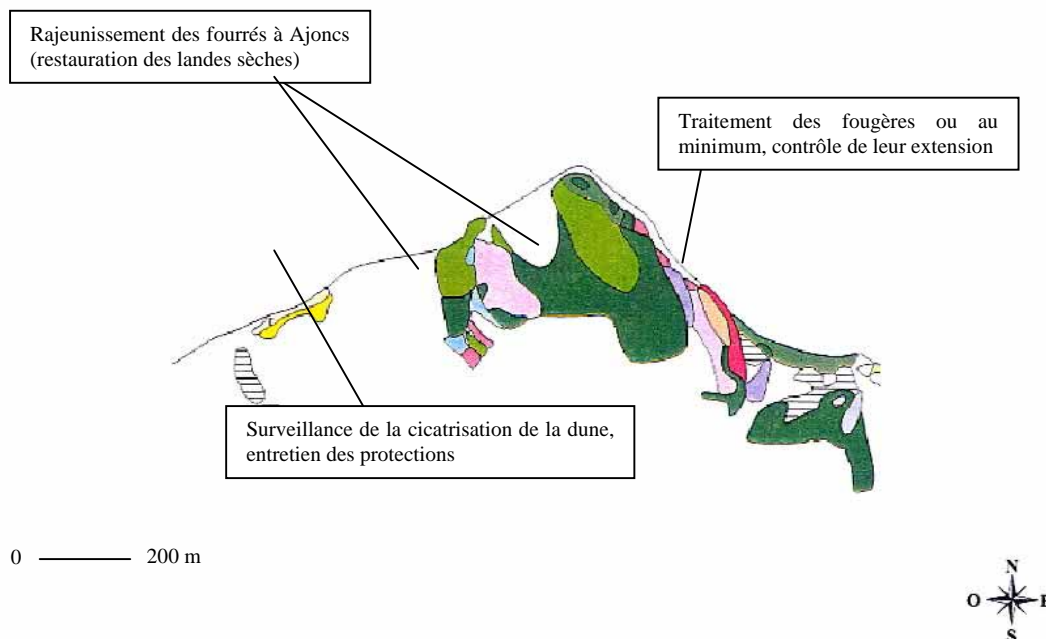 Rajeunissement des fourrés à Ajoncs
(restauration des landes sèches)
Traitement des fougères ou au
minimum, contrôle de leur extension
Surveillance de la cicatrisation de la dune,
entretien des protections
0 200 m
N
O E
S